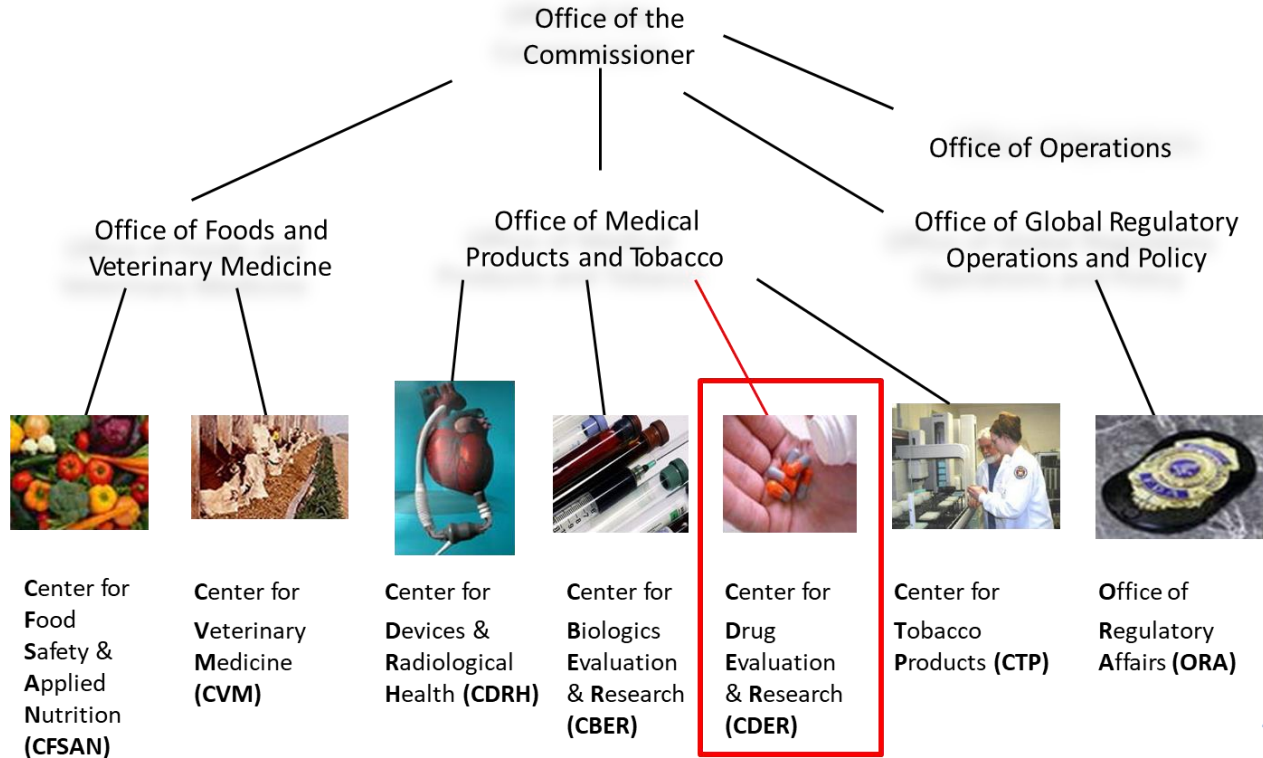 Office of the
Commissioner
Office of Operations
Office of Foods and
Veterinary Medicine
Office of Medical
Products and Tobacco
Office of Global Regulatory
Operations and Policy
Center for
Food
Safety &
Applied
Nutrition
(CFSAN)
Center for
Veterinary
Medicine
(CVM)
Center for
Devices &
Radiological
Health (CDRH)
Center for
Biologics
Evaluation
& Research
(CBER)
Center for
Drug
Evaluation
& Research
(CDER)
Center for
Tobacco
Products (CTP)
Office of
Regulatory
Affairs (ORA)